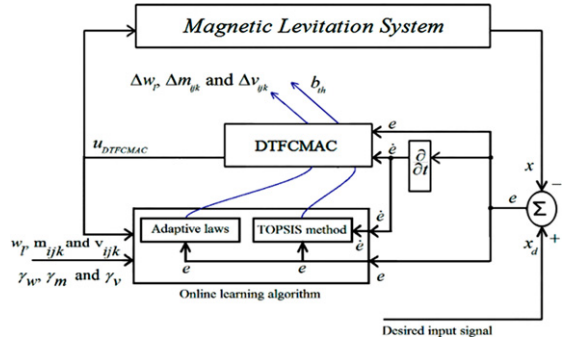 Magnetic Levitation System
Δw_l, Δm_ijk and Δv_ijk
b_th
e
u_DTFCMAC
DTFCMAC
ė
∂/∂t
x
−
e
Σ
+
x_d
Adaptive laws
TOPSIS method
ė
ė
w_l, m_ijk and v_ijk
γ_w, γ_m and γ_v
e
e
e
Online learning algorithm
Desired input signal